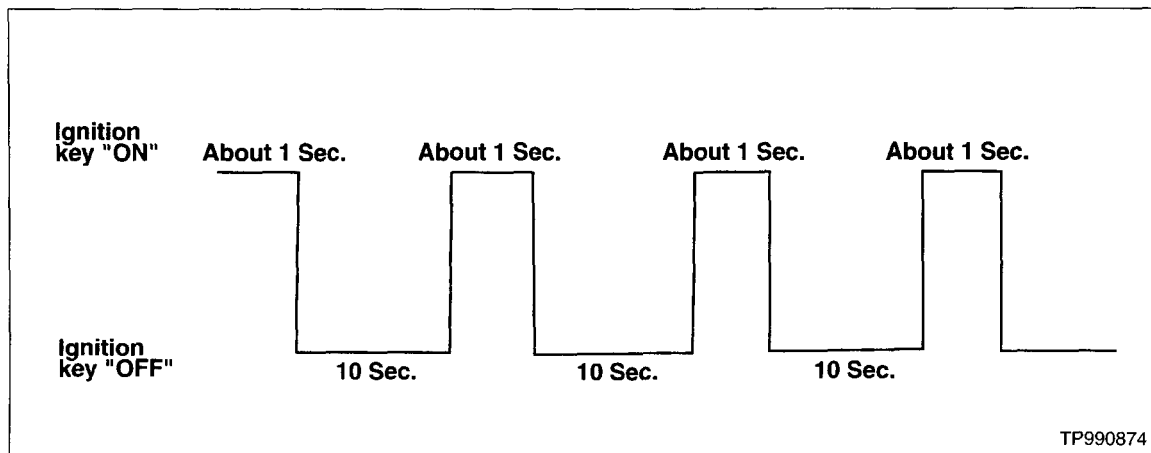 Ignition
key "ON"
About 1 Sec. About 1 Sec. About 1 Sec. About 1 Sec.
Ignition
key "OFF"
10 Sec. 10 Sec. 10 Sec.
TP990874